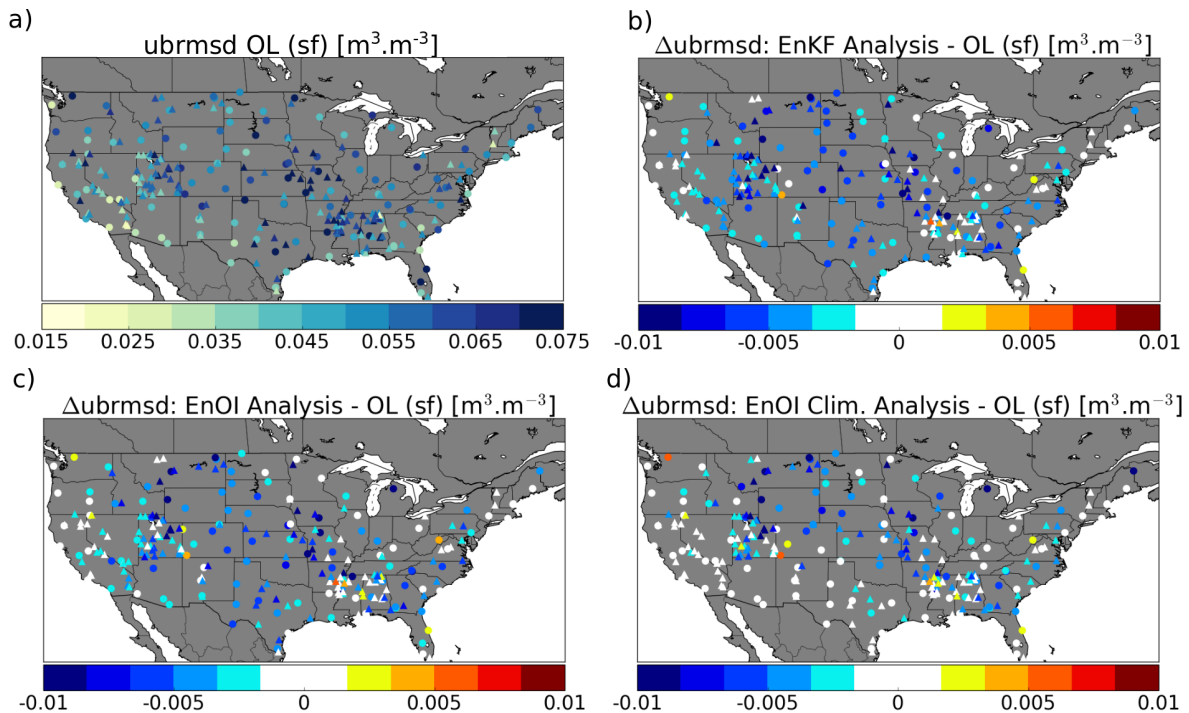 a)
ubrmsd OL (sf) [m³.m⁻³]
0.015 0.025 0.035 0.045 0.055 0.065 0.075
b)
Δubrmsd: EnKF Analysis - OL (sf) [m³.m⁻³]
-0.01 -0.005 0 0.005 0.01
c)
Δubrmsd: EnOI Analysis - OL (sf) [m³.m⁻³]
-0.01 -0.005 0 0.005 0.01
d)
Δubrmsd: EnOI Clim. Analysis - OL (sf) [m³.m⁻³]
-0.01 -0.005 0 0.005 0.01